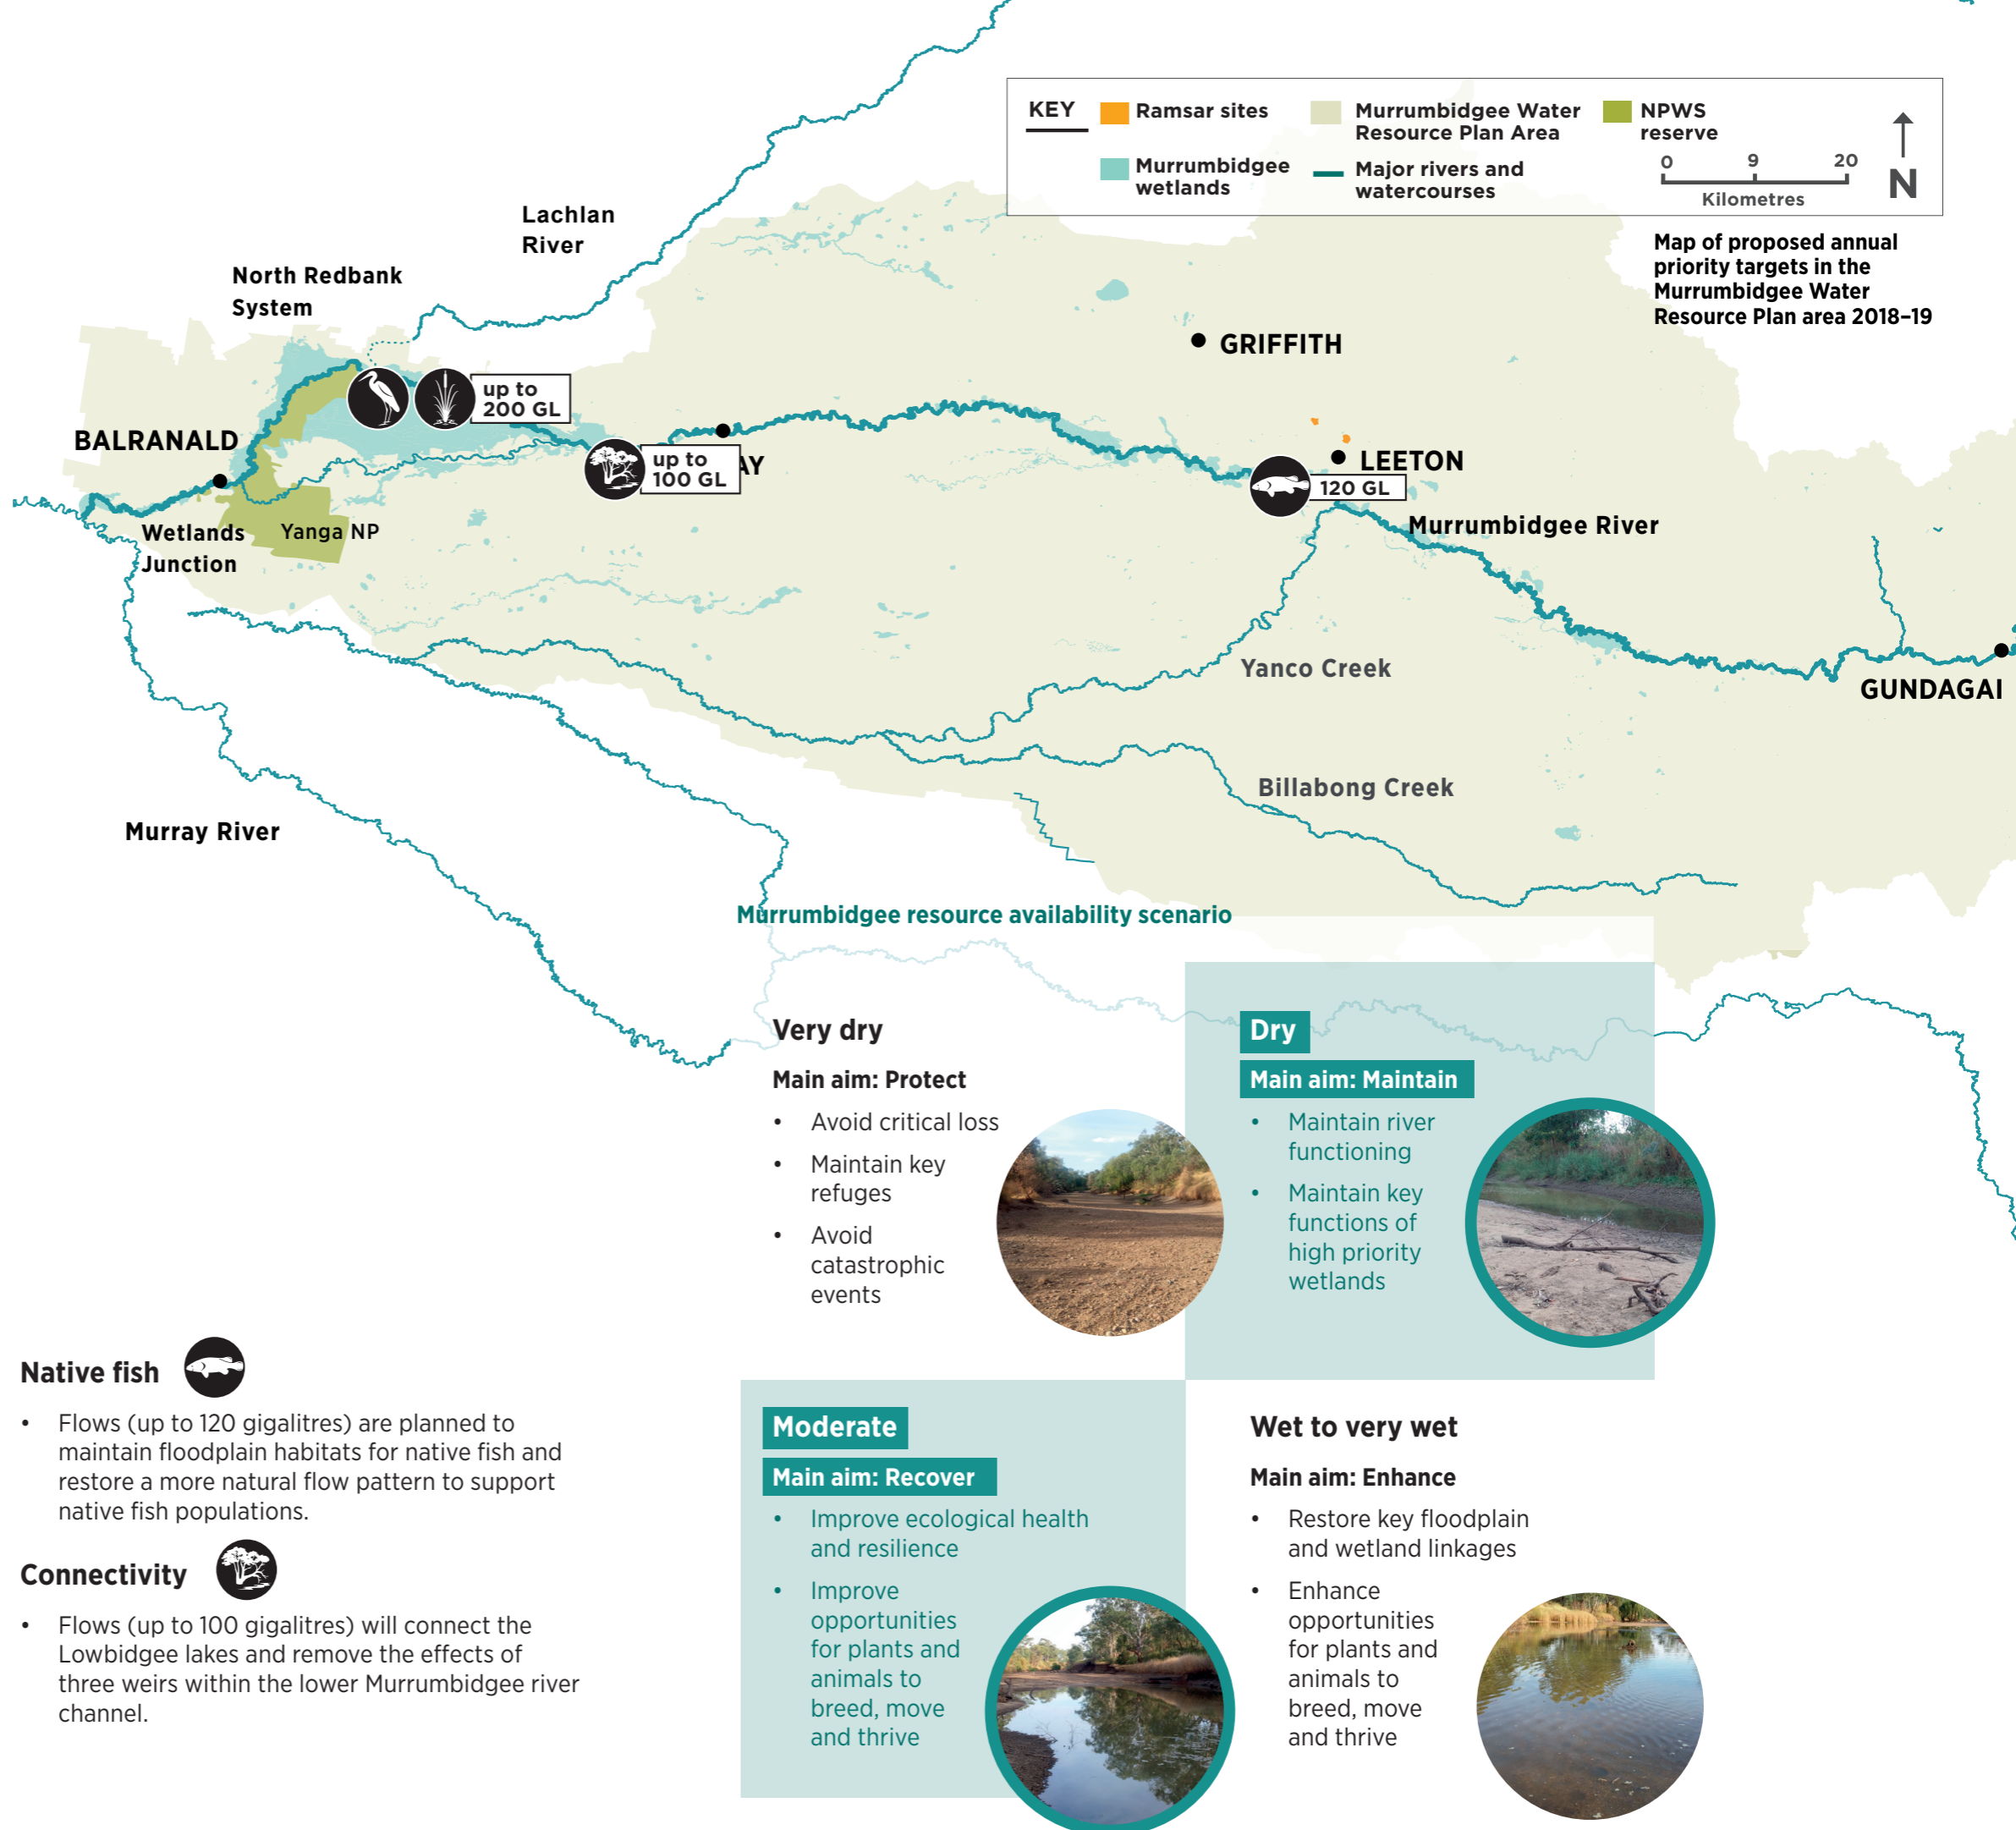 KEY
Ramsar sites
Murrumbidgee
wetlands
Murrumbidgee Water
Resource Plan Area
Major rivers and
watercourses
NPWS
reserve
0 9 20
Kilometres
N
Map of proposed annual
priority targets in the
Murrumbidgee Water
Resource Plan area 2018–19
Lachlan
River
North Redbank
System
GRIFFITH
up to
200 GL
BALRANALD
up to
100 GL
AY
LEETON
120 GL
Murrumbidgee River
Wetlands
Junction
Yanga NP
Yanco Creek
GUNDAGAI
Billabong Creek
Murray River
Murrumbidgee resource availability scenario
Very dry
Main aim: Protect
• Avoid critical loss
• Maintain key
refuges
• Avoid
catastrophic
events
Dry
Main aim: Maintain
• Maintain river
functioning
• Maintain key
functions of
high priority
wetlands
Native fish
• Flows (up to 120 gigalitres) are planned to
maintain floodplain habitats for native fish and
restore a more natural flow pattern to support
native fish populations.
Connectivity
• Flows (up to 100 gigalitres) will connect the
Lowbidgee lakes and remove the effects of
three weirs within the lower Murrumbidgee river
channel.
Moderate
Main aim: Recover
• Improve ecological health
and resilience
• Improve
opportunities
for plants and
animals to
breed, move
and thrive
Wet to very wet
Main aim: Enhance
• Restore key floodplain
and wetland linkages
• Enhance
opportunities
for plants and
animals to
breed, move
and thrive